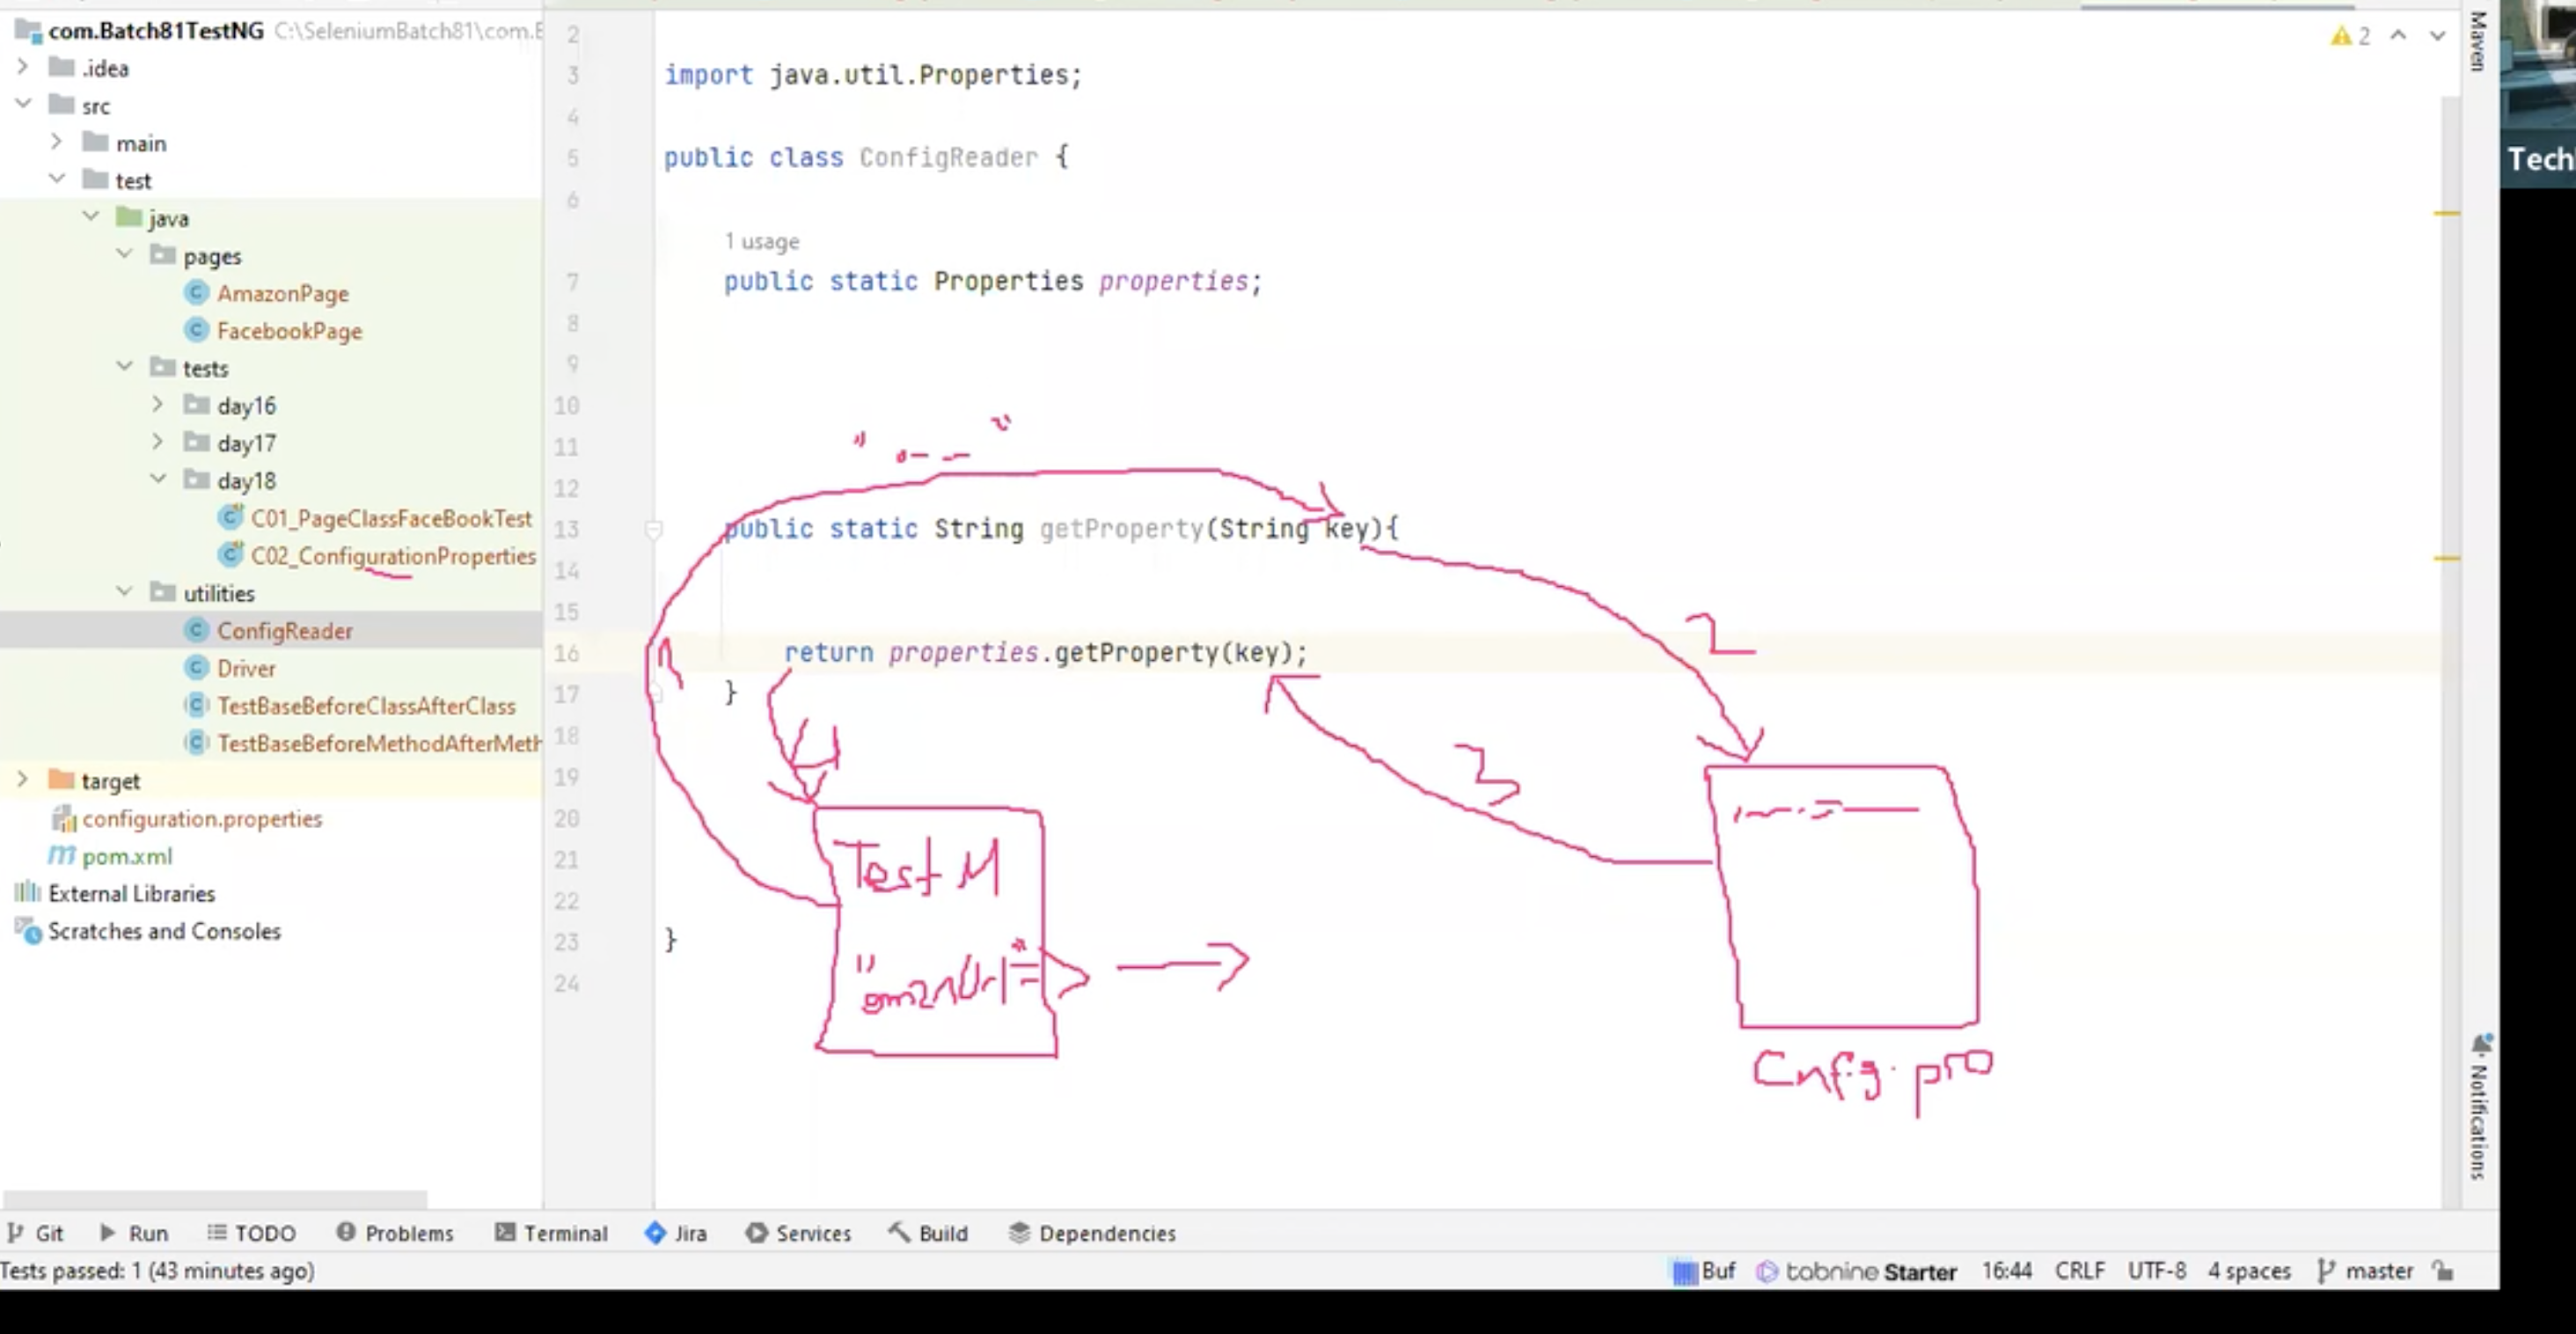 com.Batch81TestNG C:\SeleniumBatch81\com.
.idea
src
main
test
java
pages
AmazonPage
FacebookPage
tests
day16
day17
day18
C01_PageClassFaceBookTest
C02_ConfigurationProperties
utilities
ConfigReader
Driver
TestBaseBeforeClassAfterClass
TestBaseBeforeMethodAfterMeth
target
configuration.properties
pom.xml
External Libraries
Scratches and Consoles
2
3 import java.util.Properties;
4
5 public class ConfigReader {
6
1 usage
7 public static Properties properties;
8
9
10
11
12
13 public static String getProperty(String key){
14
15
16 return properties.getProperty(key);
17 }
18
19
20
21
22
23 }
24
1
2
3
4
Test M
Cnfg.pro
2
Maven
Tech
Notifications
Git Run TODO Problems Terminal Jira Services Build Dependencies
Tests passed: 1 (43 minutes ago) Buf tabnine Starter 16:44 CRLF UTF-8 4 spaces master